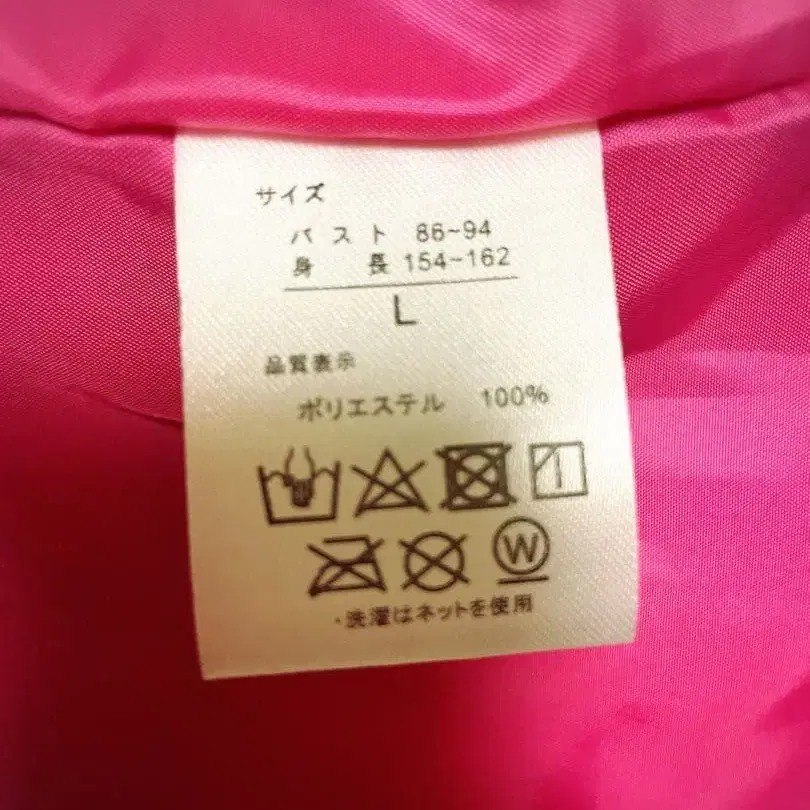 サイズ
バスト 86~94
身長 154~162
L
品質表示
ポリエステル 100%
W
・洗濯はネットを使用